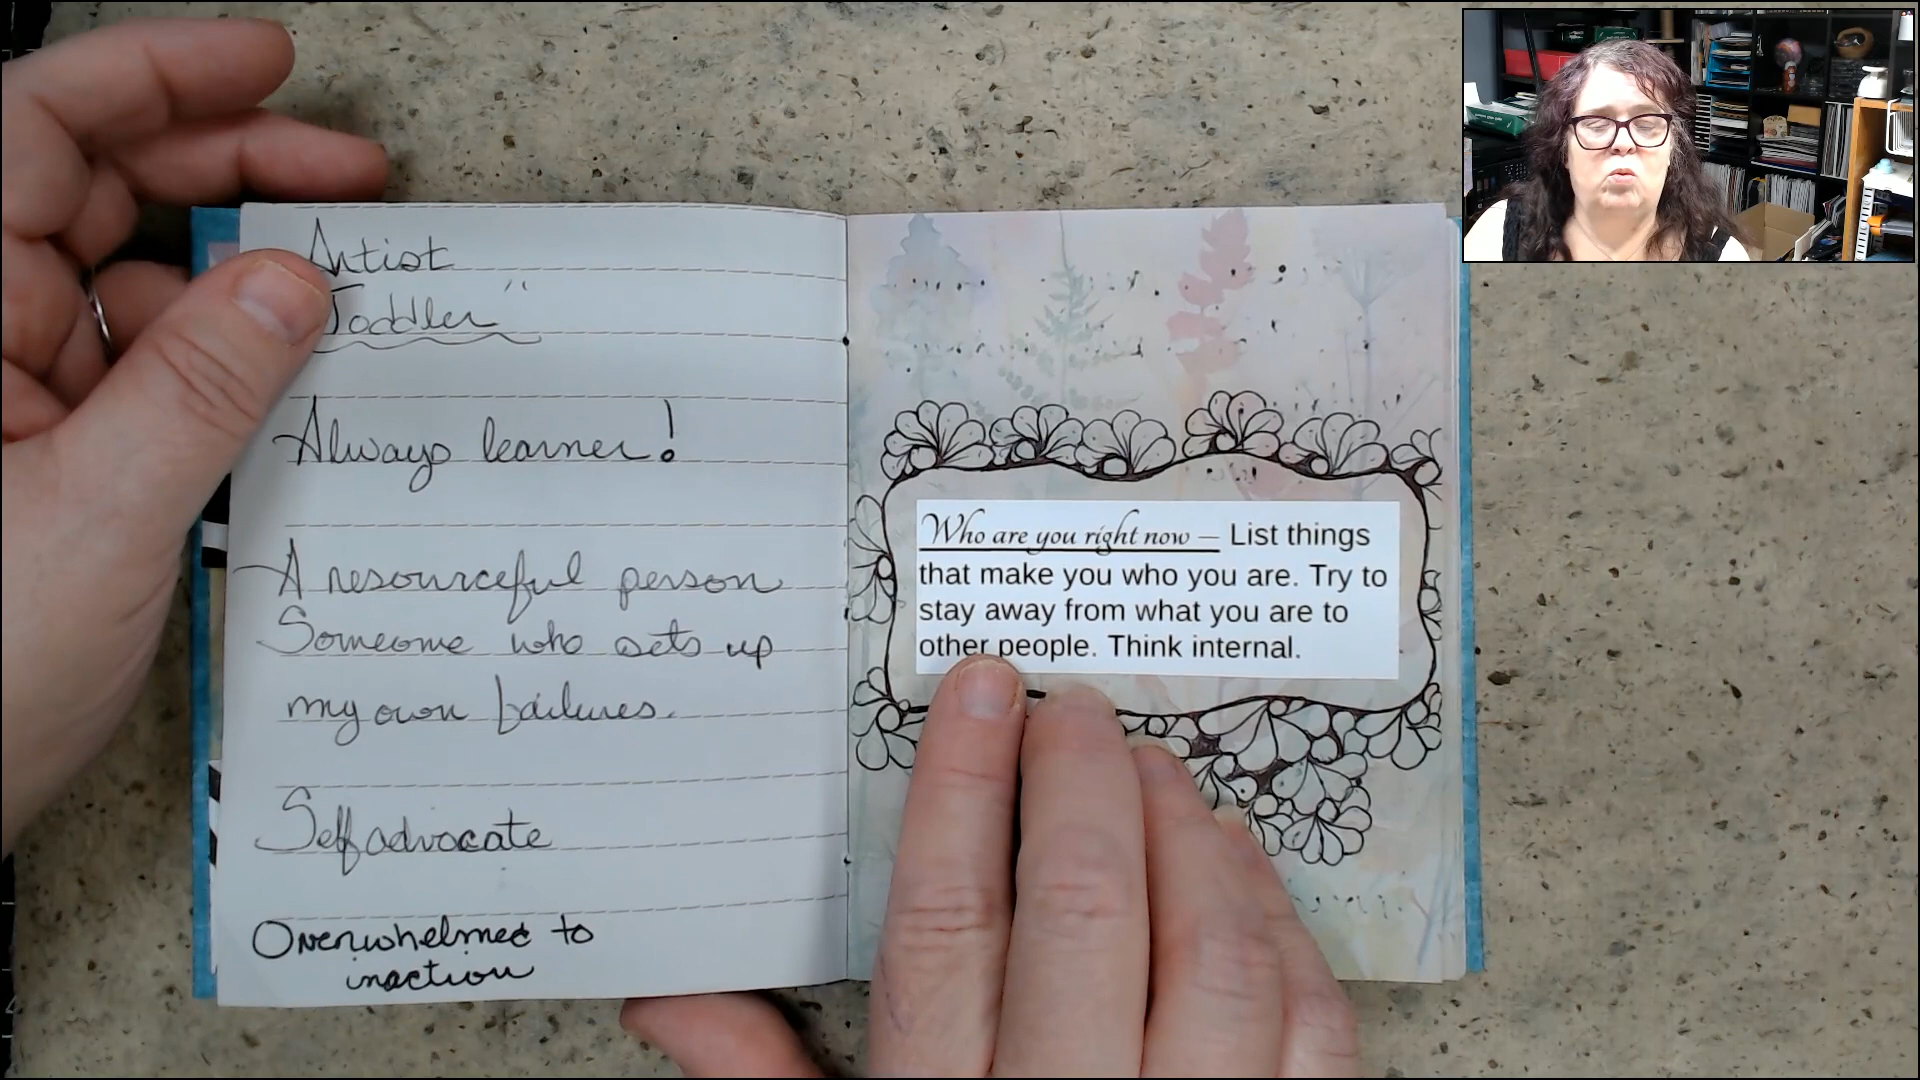 Artist
"Toddler"
Always learner!
A resourceful person
Someone who sets up
my own failures.
Self advocate
Overwhelmed to
inaction
Who are you right now – List things
that make you who you are. Try to
stay away from what you are to
other people. Think internal.